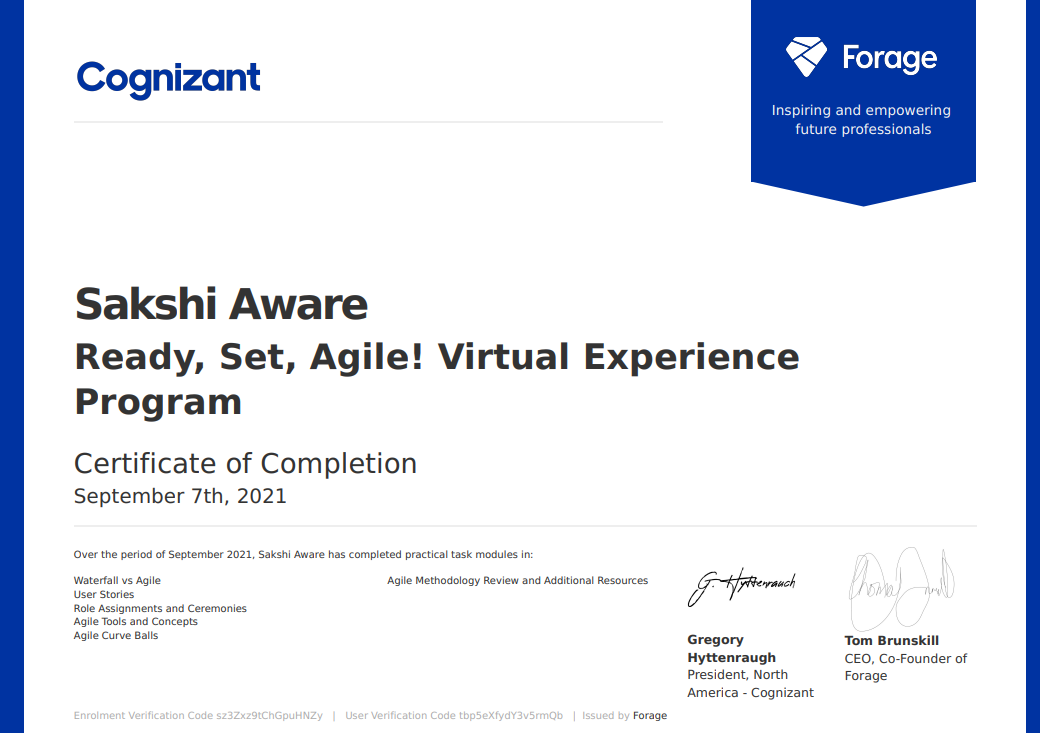 Cognizant
Forage
Inspiring and empowering
future professionals
Sakshi Aware
Ready, Set, Agile! Virtual Experience
Program
Certificate of Completion
September 7th, 2021
Over the period of September 2021, Sakshi Aware has completed practical task modules in:
Waterfall vs Agile
User Stories
Role Assignments and Ceremonies
Agile Tools and Concepts
Agile Curve Balls
Agile Methodology Review and Additional Resources
G. Hyttenrauch
Gregory
Hyttenraugh
President, North
America - Cognizant
Tom Brunskill
CEO, Co-Founder of
Forage
Enrolment Verification Code sz3Zxz9tChGpuHNZy | User Verification Code tbp5eXfydY3v5rmQb | Issued by Forage